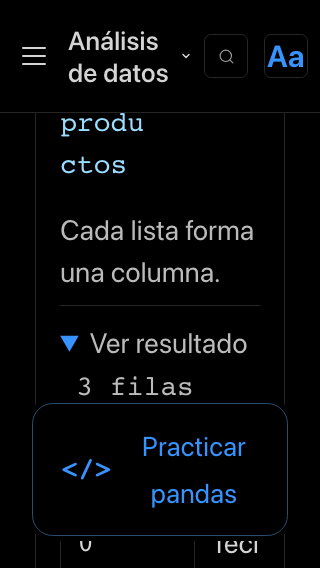 Análisis
de datos
Aa
produ
ctos
Cada lista forma
una columna.
▼ Ver resultado
3 filas
</> Practicar
pandas
0